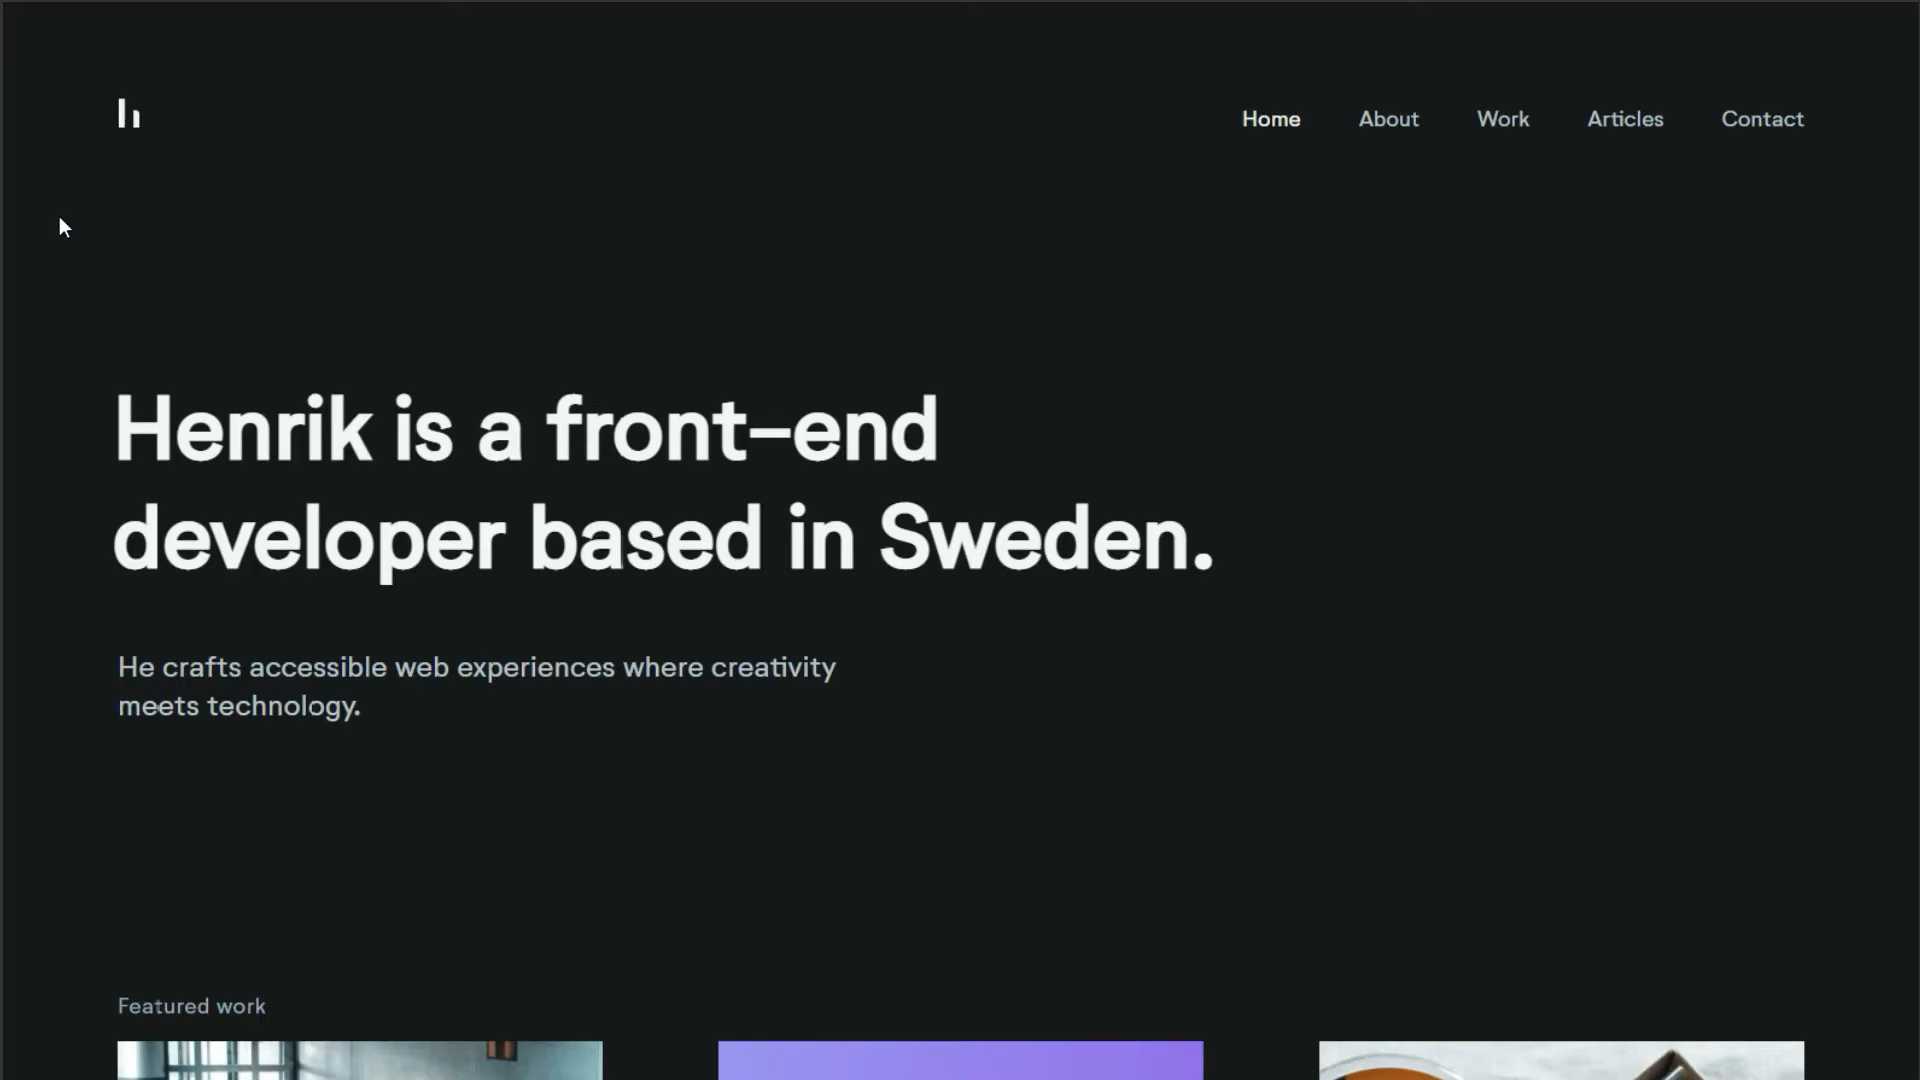 h
Home About Work Articles Contact
Henrik is a front–end
developer based in Sweden.
He crafts accessible web experiences where creativity
meets technology.
Featured work